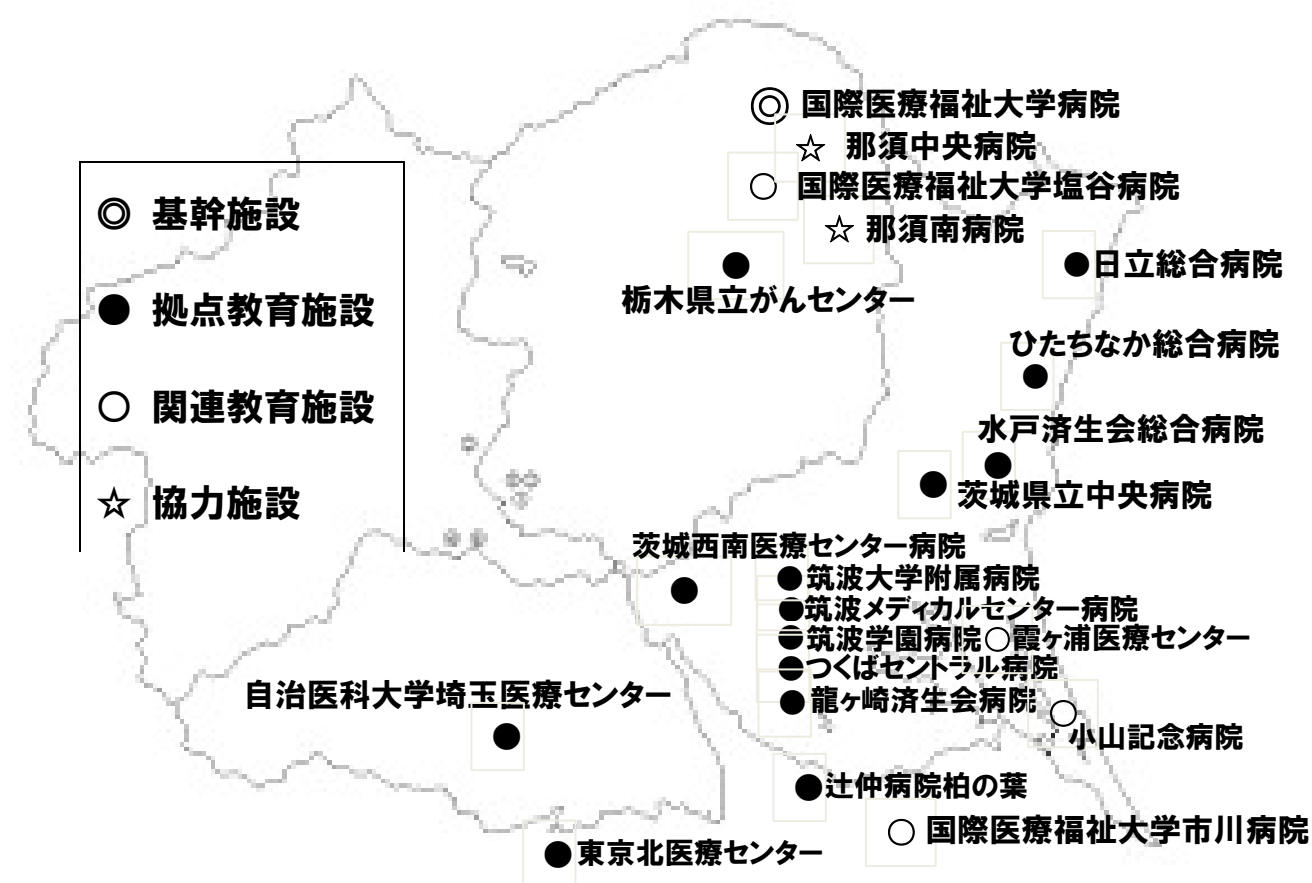 ◎ 国際医療福祉大学病院
☆ 那須中央病院
○ 国際医療福祉大学塩谷病院
☆ 那須南病院
◎ 基幹施設
● 拠点教育施設
○ 関連教育施設
☆ 協力施設
●日立総合病院
栃木県立がんセンター
ひたちなか総合病院
水戸済生会総合病院
茨城県立中央病院
茨城西南医療センター病院
●筑波大学附属病院
●筑波メディカルセンター病院
●筑波学園病院○霞ヶ浦医療センター
●つくばセントラル病院
●龍ヶ崎済生会病院
自治医科大学埼玉医療センター
小山記念病院
●辻仲病院柏の葉
○国際医療福祉大学市川病院
●東京北医療センター